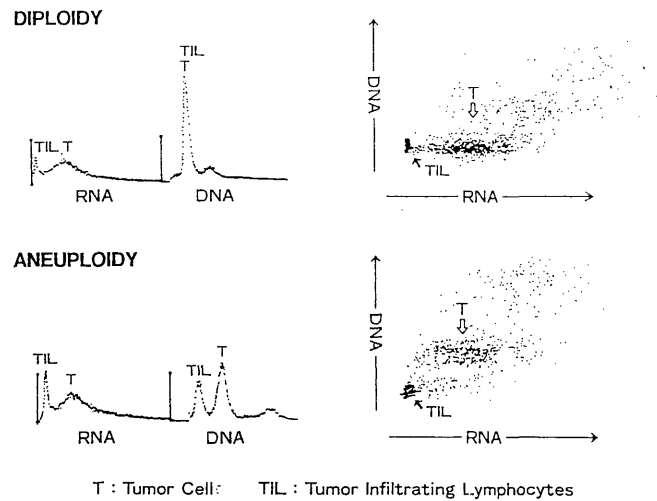 DIPLOIDY
TIL
T
TIL T
RNA
DNA
DNA
T
TIL
RNA
ANEUPLOIDY
TIL
T
TIL
T
RNA
DNA
DNA
T
TIL
RNA
T : Tumor Cell
TIL : Tumor Infiltrating Lymphocytes